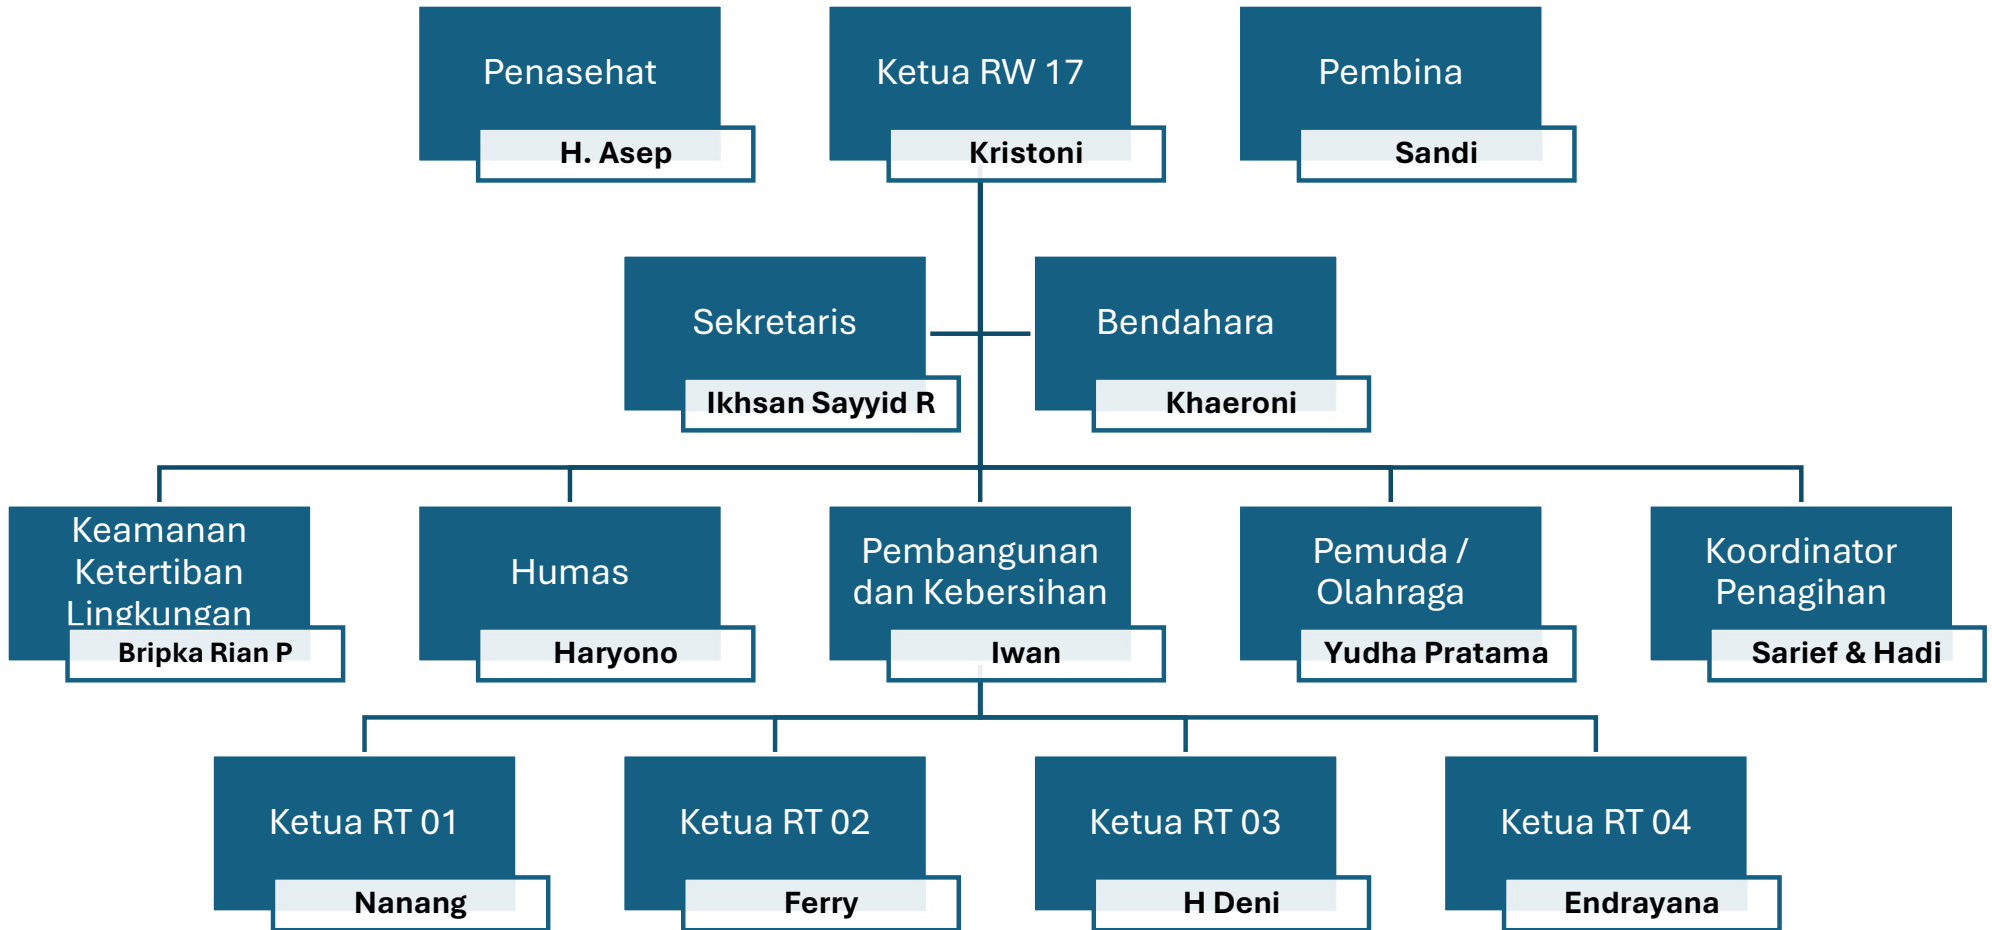 Penasehat
H. Asep
Ketua RW 17
Kristoni
Pembina
Sandi
Sekretaris
Ikhsan Sayyid R
Bendahara
Khaeroni
Keamanan
Ketertiban
Lingkungan
Bripka Rian P
Humas
Haryono
Pembangunan
dan Kebersihan
Iwan
Pemuda /
Olahraga
Yudha Pratama
Koordinator
Penagihan
Sarief & Hadi
Ketua RT 01
Nanang
Ketua RT 02
Ferry
Ketua RT 03
H Deni
Ketua RT 04
Endrayana